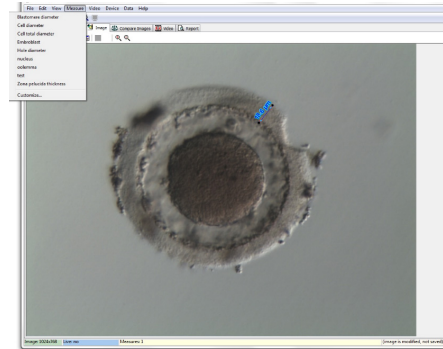 File Edit View Measure Video Device Data Help
Blastomere diameter
Cell diameter
Cell total diameter
Embryoblast
Hole diameter
nucleus
oolemma
test
Zona pelucida thickness
Customize...
Image Compare Images Video Report
Image 1024x768 Live: no Measures: 1 [image is modified, not saved]